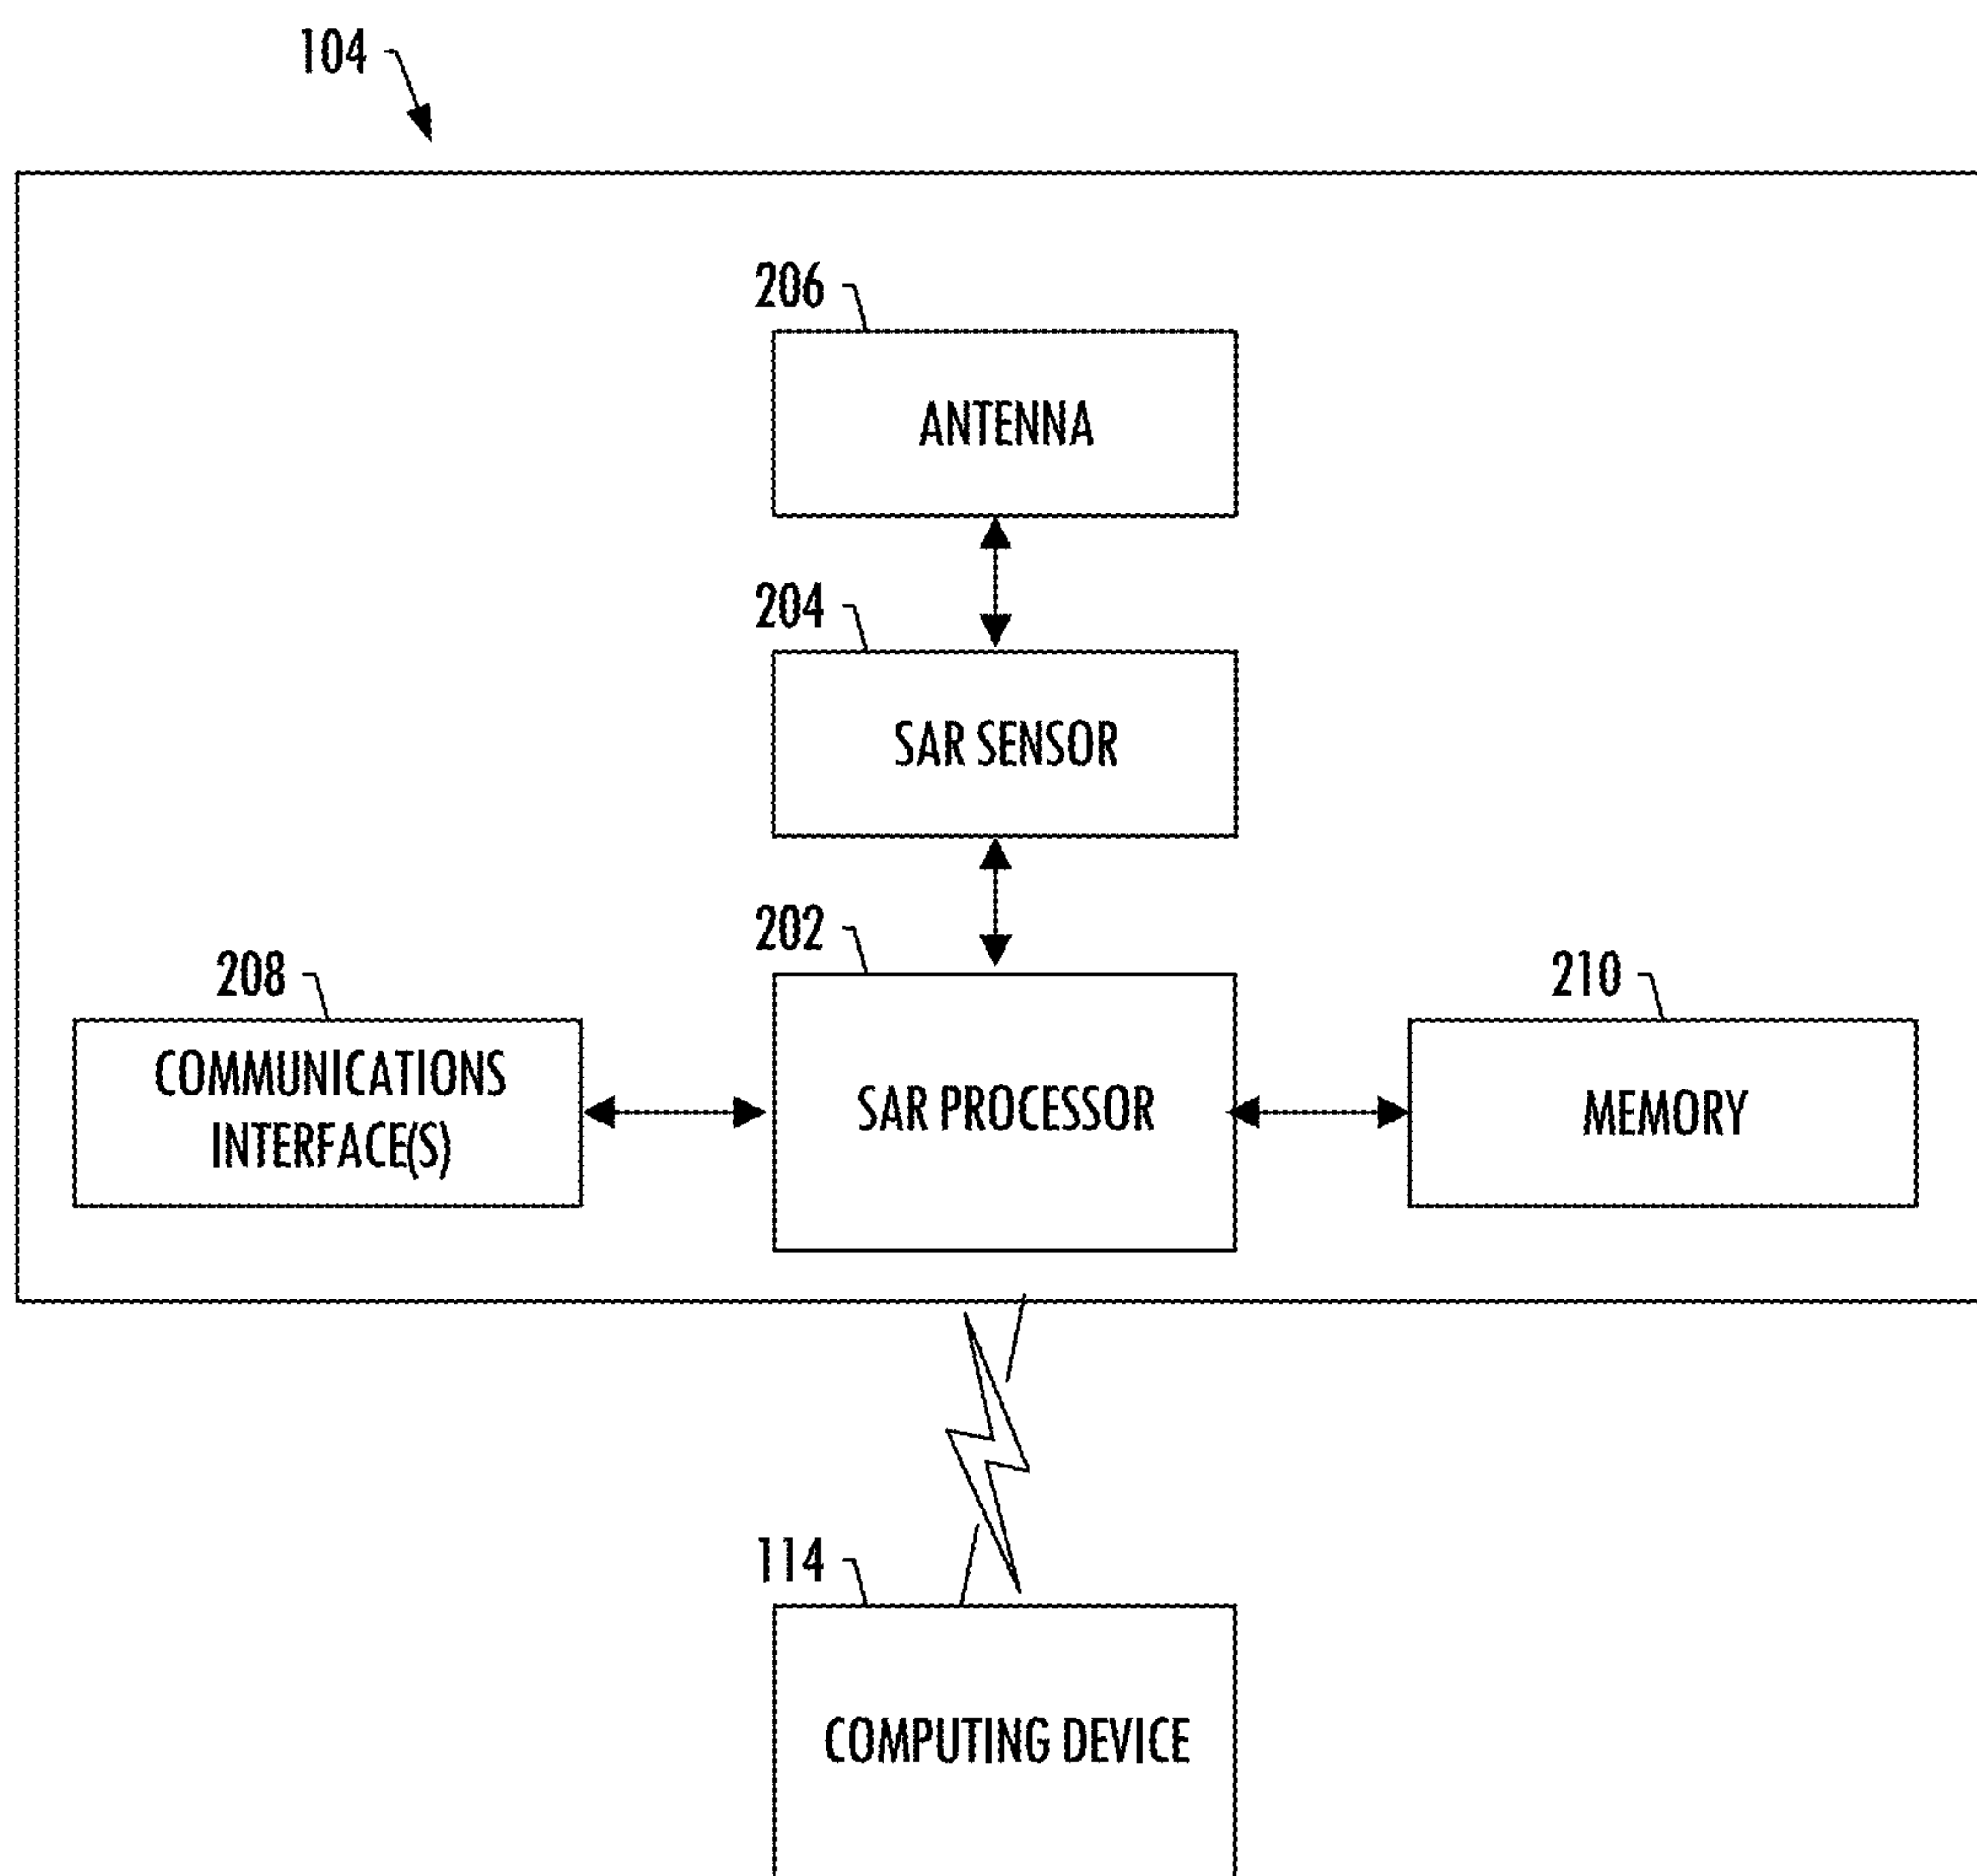 104
206
ANTENNA
204
SAR SENSOR
202
208
210
COMMUNICATIONS
INTERFACE(S)
SAR PROCESSOR
MEMORY
114
COMPUTING DEVICE